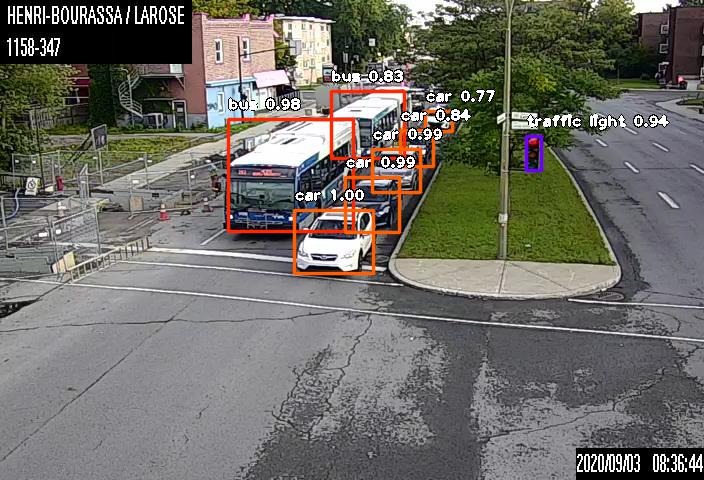 HENRI-BOURASSA / LAROSE
1158-347
bus 0.83
car 0.77
bus 0.98
car 0.84
traffic light 0.94
car 0.99
car 0.99
car 1.00
2020/09/03 08:36:44